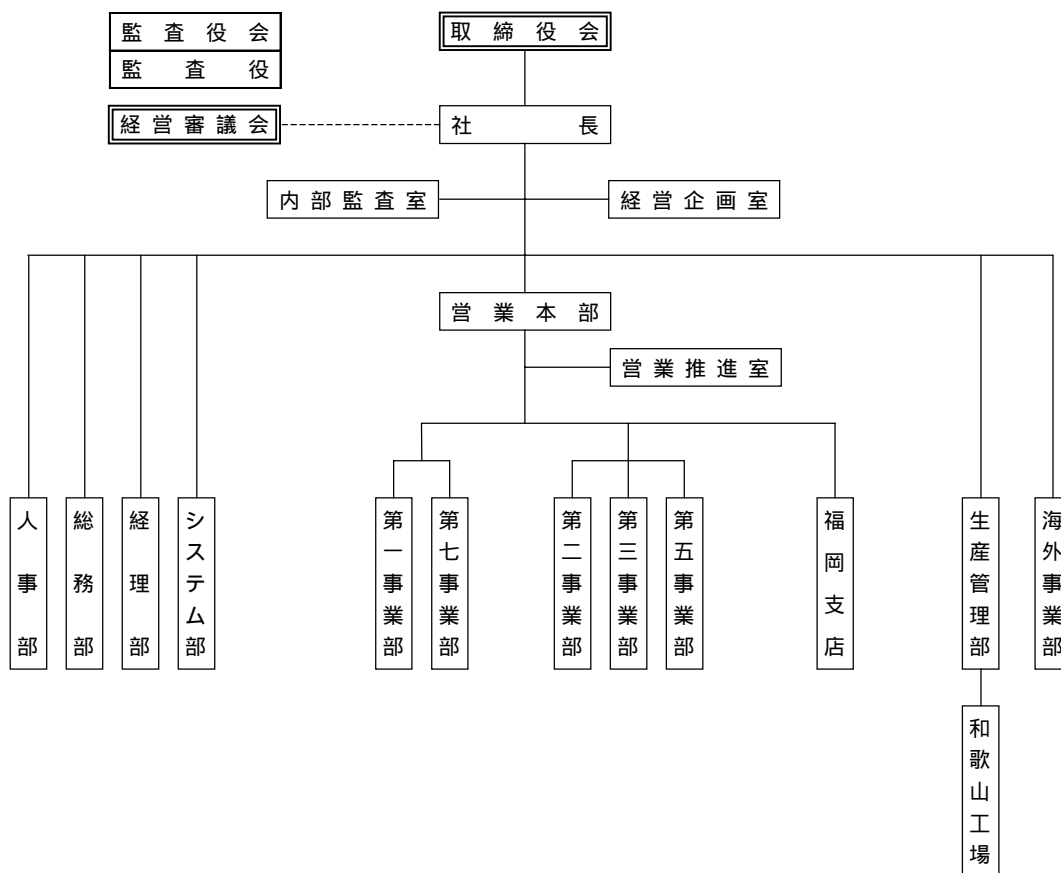 監査役会
取締役会
監査役
経営審議会
社長
内部監査室
経営企画室
営業本部
営業推進室
人事部
総務部
経理部
システム部
第一事業部
第七事業部
第二事業部
第三事業部
第五事業部
福岡支店
生産管理部
海外事業部
和歌山工場